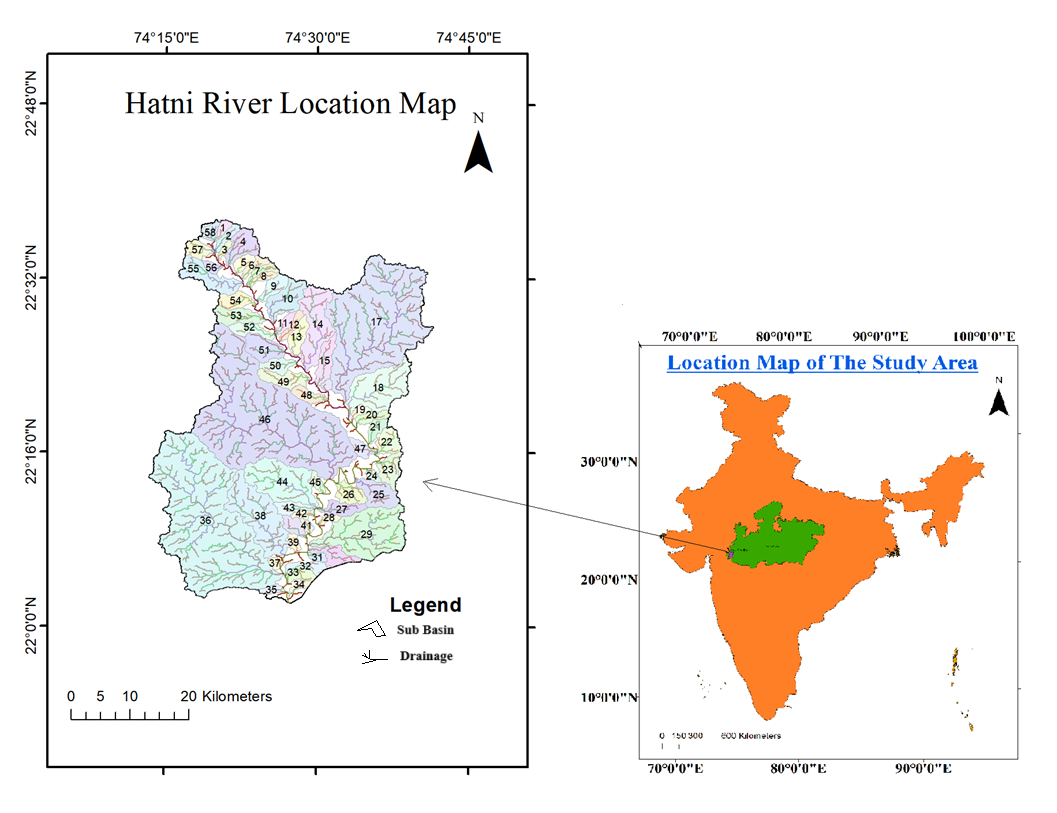 74°15'0"E 74°30'0"E 74°45'0"E
Hatni River Location Map
N
22°48'0"N
22°32'0"N
22°16'0"N
22°0'0"N
58 1 2 4
57 3
55 56 5 6 7 8
9
54 10
53 11 12 14 17
52 13
51 15
50
49 18
48
19 20
46 21
47 22
23
44 45 24
26 25
43 27
36 38 42 28
41 29
39
31
37 32
33
35 34
Legend
Sub Basin
Drainage
0 5 10 20 Kilometers
70°0'0"E 80°0'0"E 90°0'0"E 100°0'0"E
Location Map of The Study Area
N
30°0'0"N
20°0'0"N
10°0'0"N
0 150 300 600 Kilometers
70°0'0"E 80°0'0"E 90°0'0"E